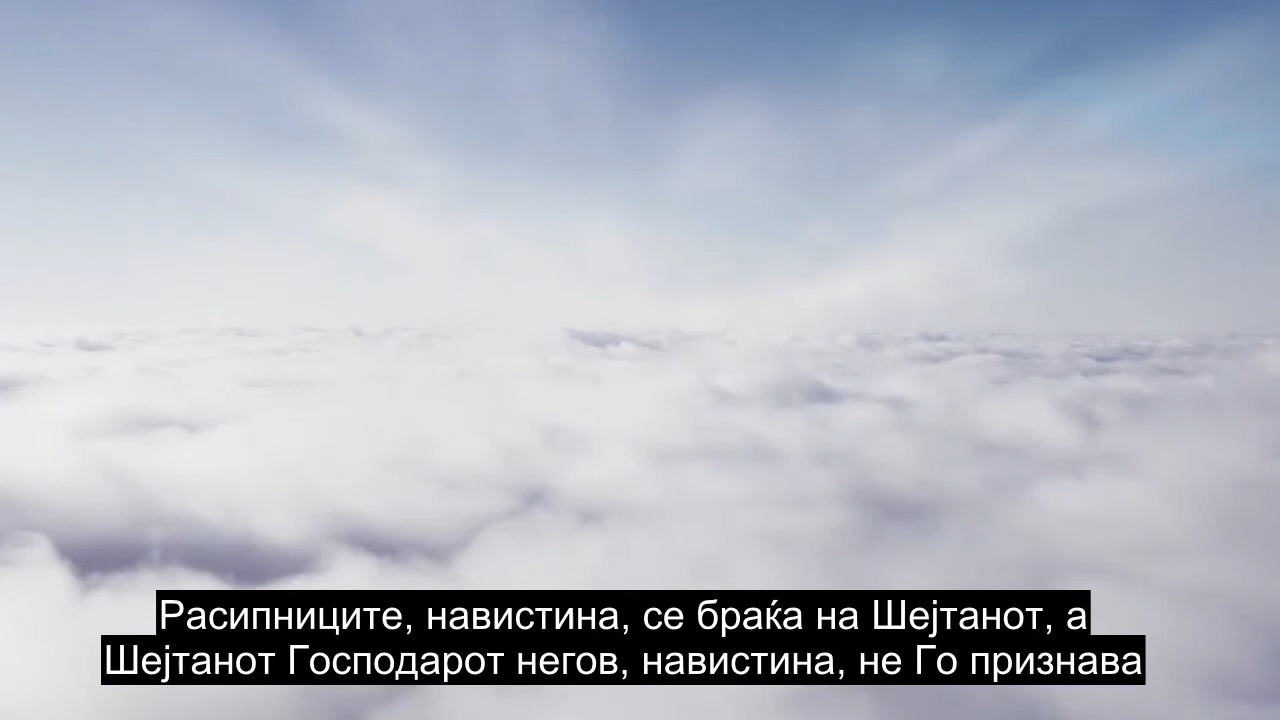 Расипниците, навистина, се браќа на Шејтанот, а
Шејтанот Господарот негов, навистина, не Го признава